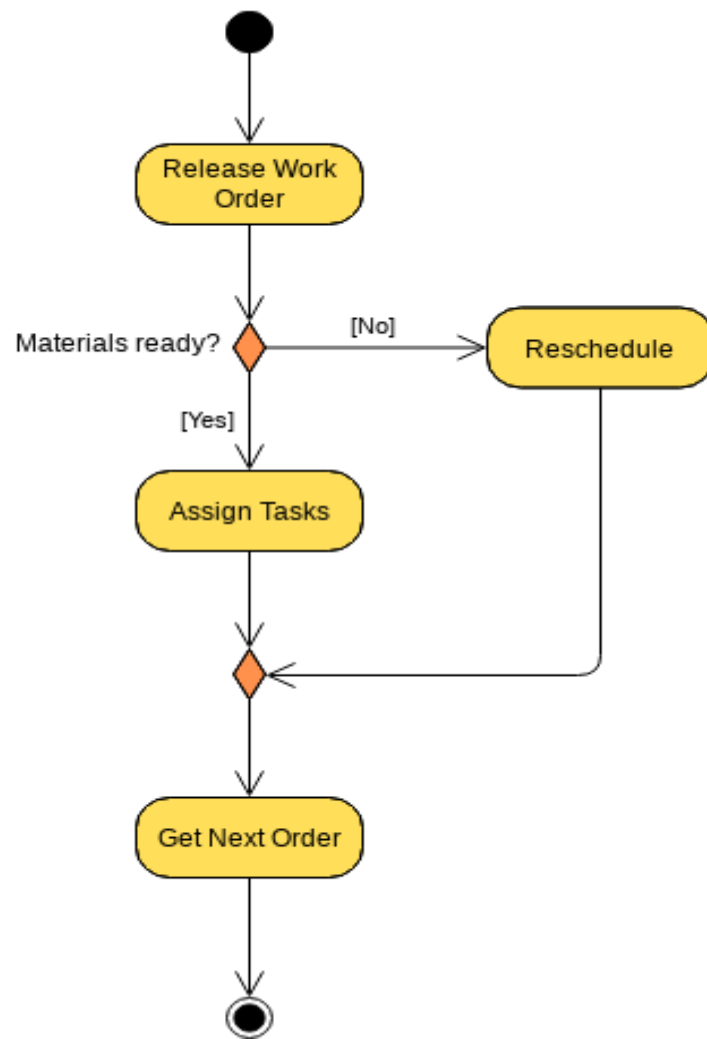 Release Work
Order
Materials ready?
[No]
Reschedule
[Yes]
Assign Tasks
Get Next Order